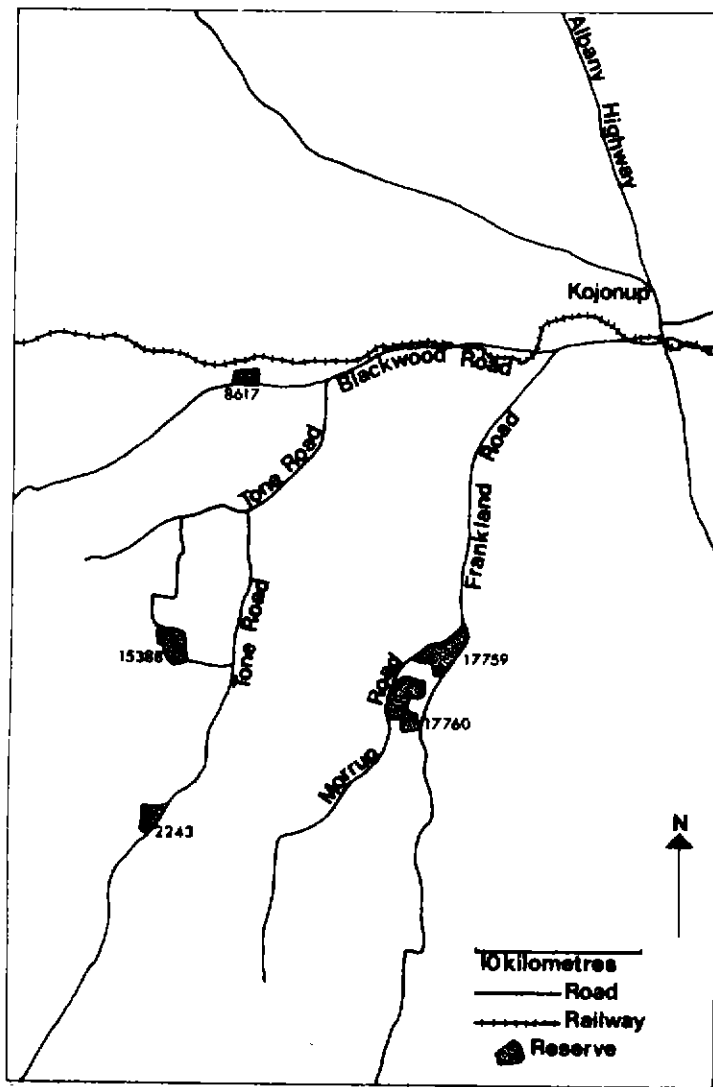 Albany Highway
Kojonup
Blackwood Road
8617
Tone Road
Frankland Road
Tone Road
15388
17759
Morrup Road
17760
2243
N
10 kilometres
Road
Railway
Reserve